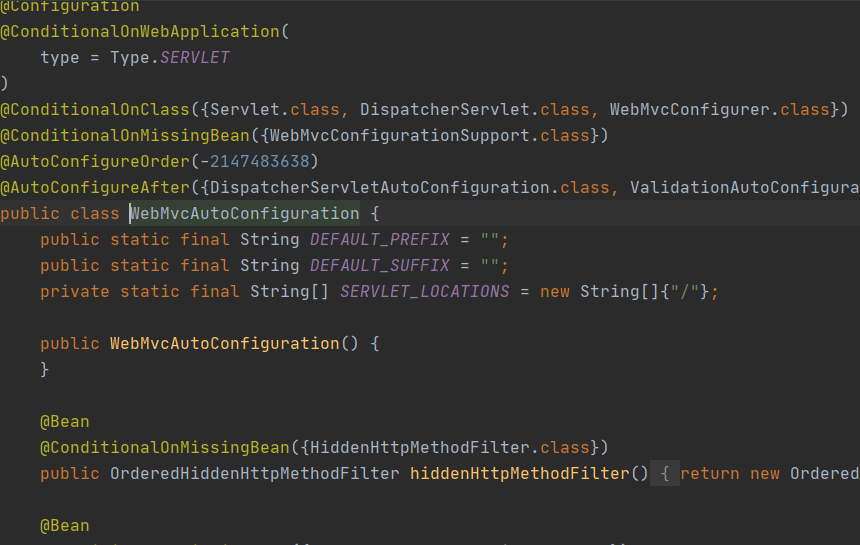 @Configuration
@ConditionalOnWebApplication(
    type = Type.SERVLET
)
@ConditionalOnClass({Servlet.class, DispatcherServlet.class, WebMvcConfigurer.class})
@ConditionalOnMissingBean({WebMvcConfigurationSupport.class})
@AutoConfigureOrder(-2147483638)
@AutoConfigureAfter({DispatcherServletAutoConfiguration.class, ValidationAutoConfigura
public class WebMvcAutoConfiguration {
    public static final String DEFAULT_PREFIX = "";
    public static final String DEFAULT_SUFFIX = "";
    private static final String[] SERVLET_LOCATIONS = new String[]{"/"};
    public WebMvcAutoConfiguration() {
    }
    @Bean
    @ConditionalOnMissingBean({HiddenHttpMethodFilter.class})
    public OrderedHiddenHttpMethodFilter hiddenHttpMethodFilter() { return new Ordered
    @Bean